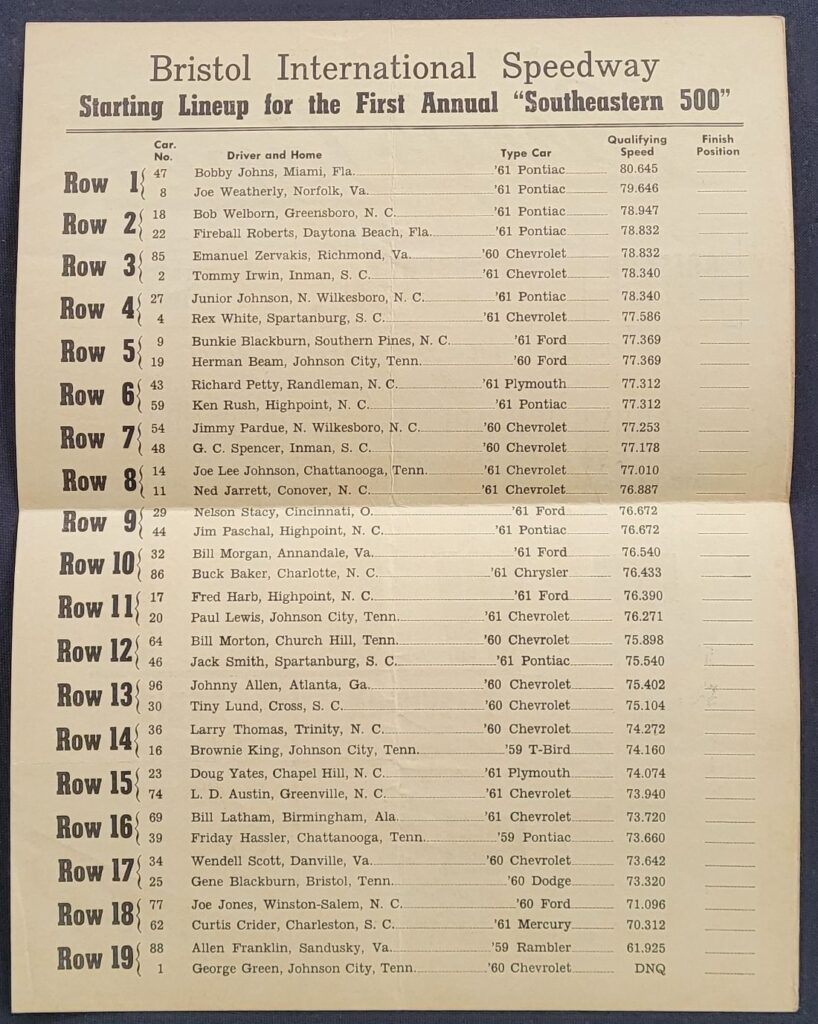 Bristol International Speedway
Starting Lineup for the First Annual "Southeastern 500"
Car. No. Driver and Home Type Car Qualifying Speed Finish Position
Row 1 47 Bobby Johns, Miami, Fla. '61 Pontiac 80.645
8 Joe Weatherly, Norfolk, Va. '61 Pontiac 79.646
Row 2 18 Bob Welborn, Greensboro, N. C. '61 Pontiac 78.947
22 Fireball Roberts, Daytona Beach, Fla. '61 Pontiac 78.832
Row 3 85 Emanuel Zervakis, Richmond, Va. '60 Chevrolet 78.832
2 Tommy Irwin, Inman, S. C. '61 Chevrolet 78.340
Row 4 27 Junior Johnson, N. Wilkesboro, N. C. '61 Pontiac 78.340
4 Rex White, Spartanburg, S. C. '61 Chevrolet 77.586
Row 5 9 Bunkie Blackburn, Southern Pines, N. C. '61 Ford 77.369
19 Herman Beam, Johnson City, Tenn. '60 Ford 77.369
Row 6 43 Richard Petty, Randleman, N. C. '61 Plymouth 77.312
59 Ken Rush, Highpoint, N. C. '61 Pontiac 77.312
Row 7 54 Jimmy Pardue, N. Wilkesboro, N. C. '60 Chevrolet 77.253
48 G. C. Spencer, Inman, S. C. '60 Chevrolet 77.178
Row 8 14 Joe Lee Johnson, Chattanooga, Tenn. '61 Chevrolet 77.010
11 Ned Jarrett, Conover, N. C. '61 Chevrolet 76.887
Row 9 29 Nelson Stacy, Cincinnati, O. '61 Ford 76.672
44 Jim Paschal, Highpoint, N. C. '61 Pontiac 76.672
Row 10 32 Bill Morgan, Annandale, Va. '61 Ford 76.540
86 Buck Baker, Charlotte, N. C. '61 Chrysler 76.433
Row 11 17 Fred Harb, Highpoint, N. C. '61 Ford 76.390
20 Paul Lewis, Johnson City, Tenn. '61 Chevrolet 76.271
Row 12 64 Bill Morton, Church Hill, Tenn. '60 Chevrolet 75.898
46 Jack Smith, Spartanburg, S. C. '61 Pontiac 75.540
Row 13 96 Johnny Allen, Atlanta, Ga. '60 Chevrolet 75.402
30 Tiny Lund, Cross, S. C. '60 Chevrolet 75.104
Row 14 36 Larry Thomas, Trinity, N. C. '60 Chevrolet 74.272
16 Brownie King, Johnson City, Tenn. '59 T-Bird 74.160
Row 15 23 Doug Yates, Chapel Hill, N. C. '61 Plymouth 74.074
74 L. D. Austin, Greenville, N. C. '61 Chevrolet 73.940
Row 16 69 Bill Latham, Birmingham, Ala. '61 Chevrolet 73.720
39 Friday Hassler, Chattanooga, Tenn. '59 Pontiac 73.660
Row 17 34 Wendell Scott, Danville, Va. '60 Chevrolet 73.642
25 Gene Blackburn, Bristol, Tenn. '60 Dodge 73.320
Row 18 77 Joe Jones, Winston-Salem, N. C. '60 Ford 71.096
62 Curtis Crider, Charleston, S. C. '61 Mercury 70.312
Row 19 88 Allen Franklin, Sandusky, Va. '59 Rambler 61.925
1 George Green, Johnson City, Tenn. '60 Chevrolet DNQ